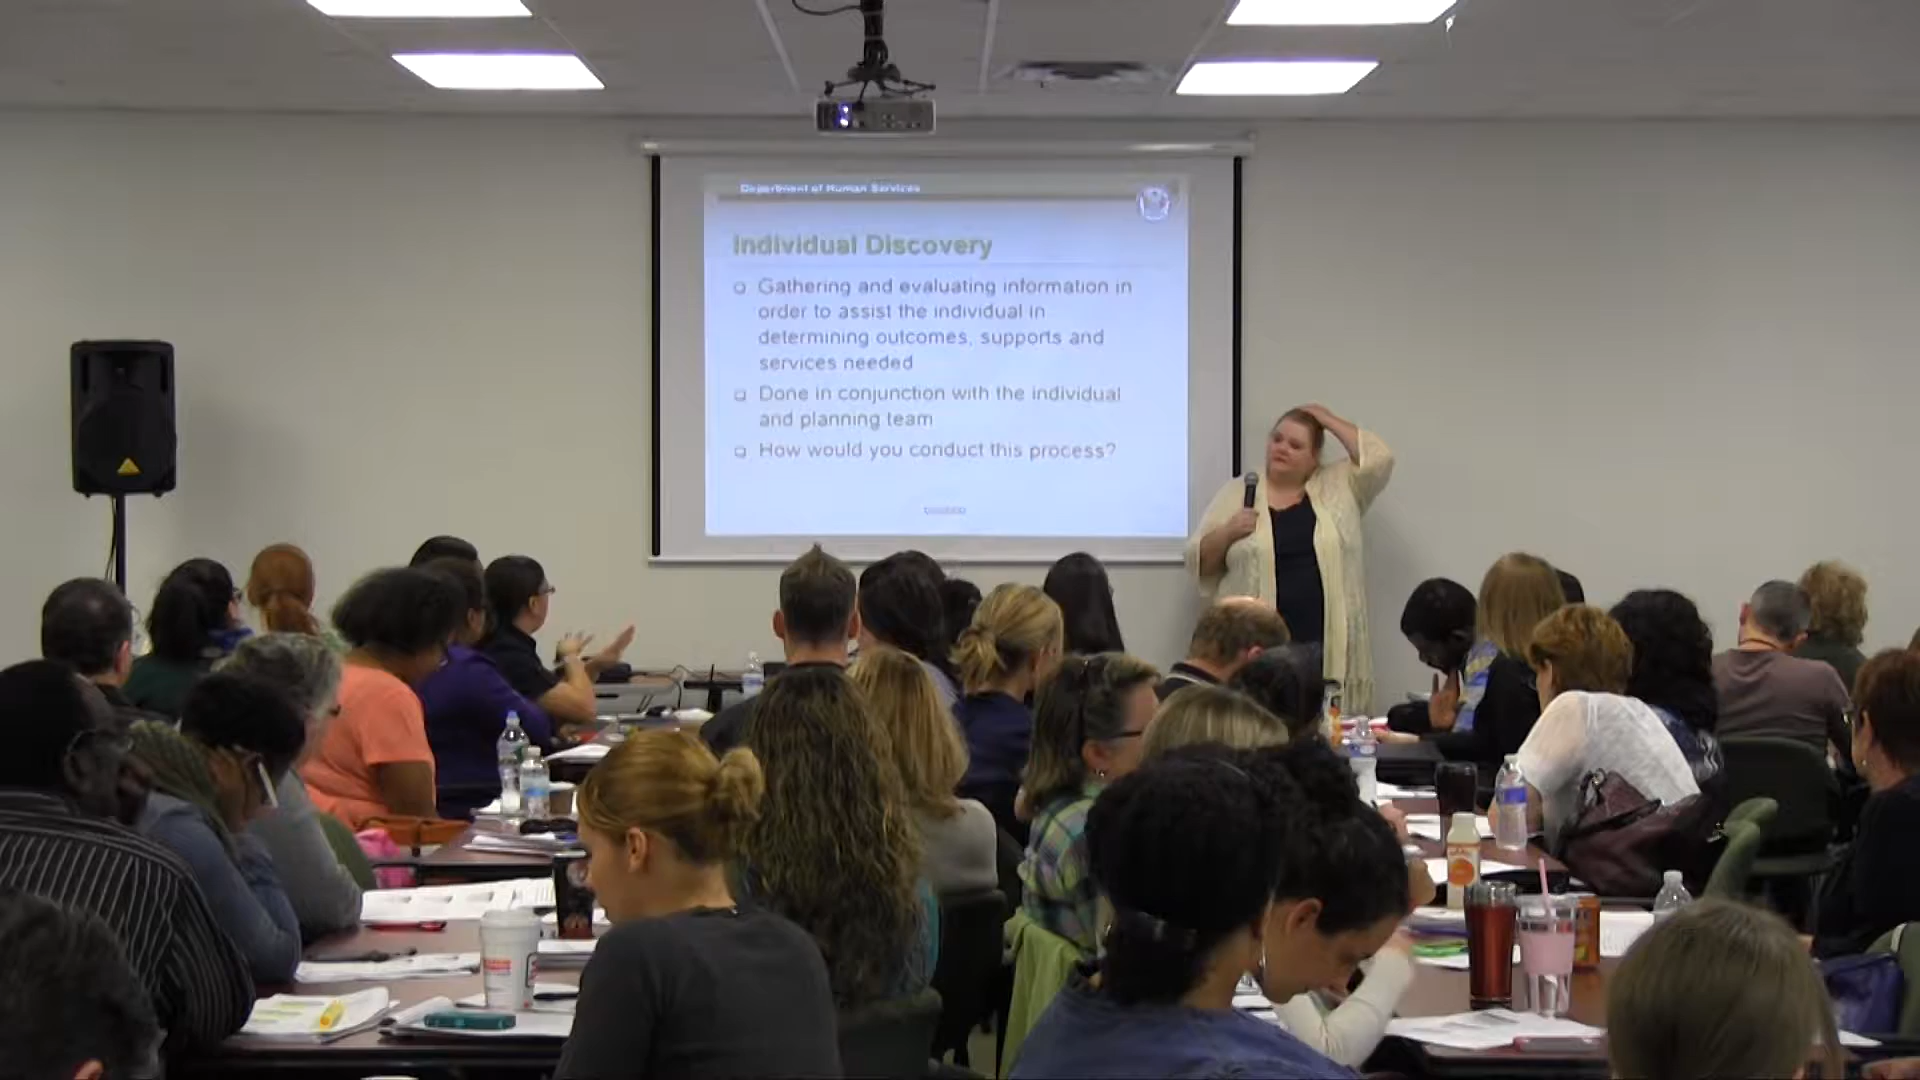 Department of Human Services
Individual Discovery
Gathering and evaluating information in
order to assist the individual in
determining outcomes, supports and
services needed
Done in conjunction with the individual
and planning team
How would you conduct this process?